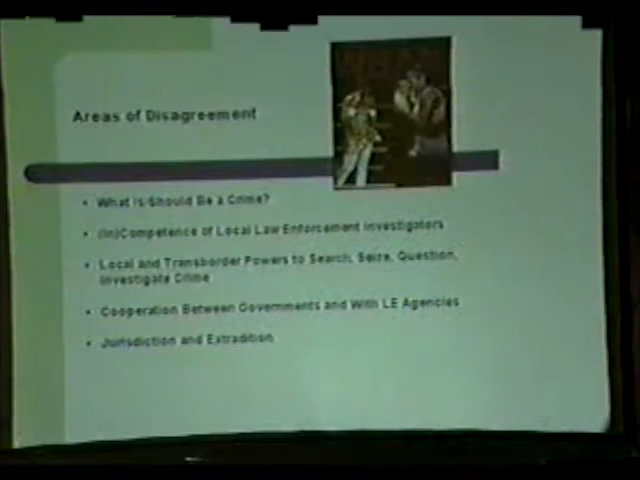 Areas of Disagreement
• What Is/Should Be a Crime?
• (In)Competence of Local Law Enforcement Investigators
• Local and Transborder Powers to Search, Seize, Question,
Investigate Crime
• Cooperation Between Governments and With LE Agencies
• Jurisdiction and Extradition